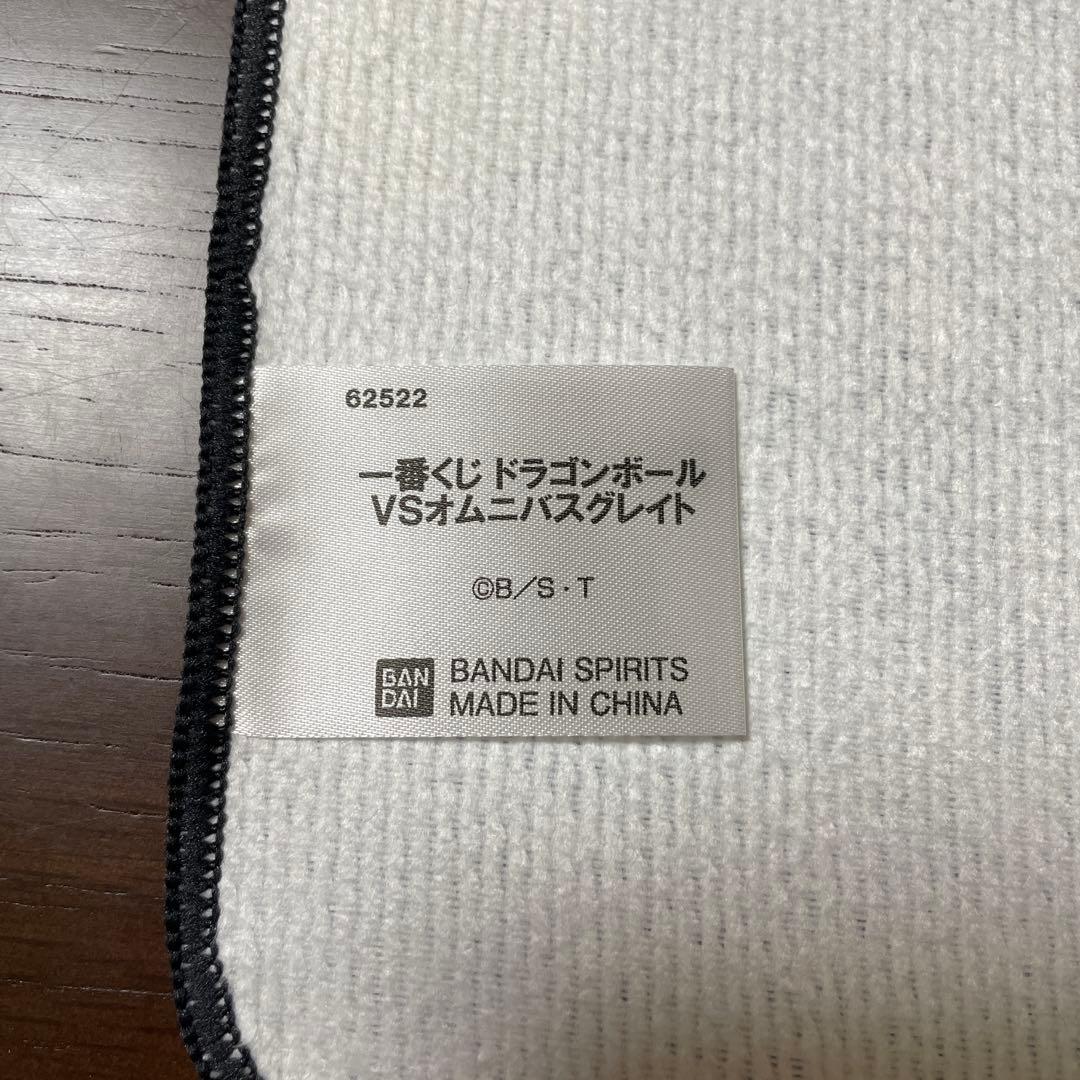 62522
一番くじ ドラゴンボール
VSオムニバスグレイト
©B/S・T
BAN
DAI
BANDAI SPIRITS
MADE IN CHINA